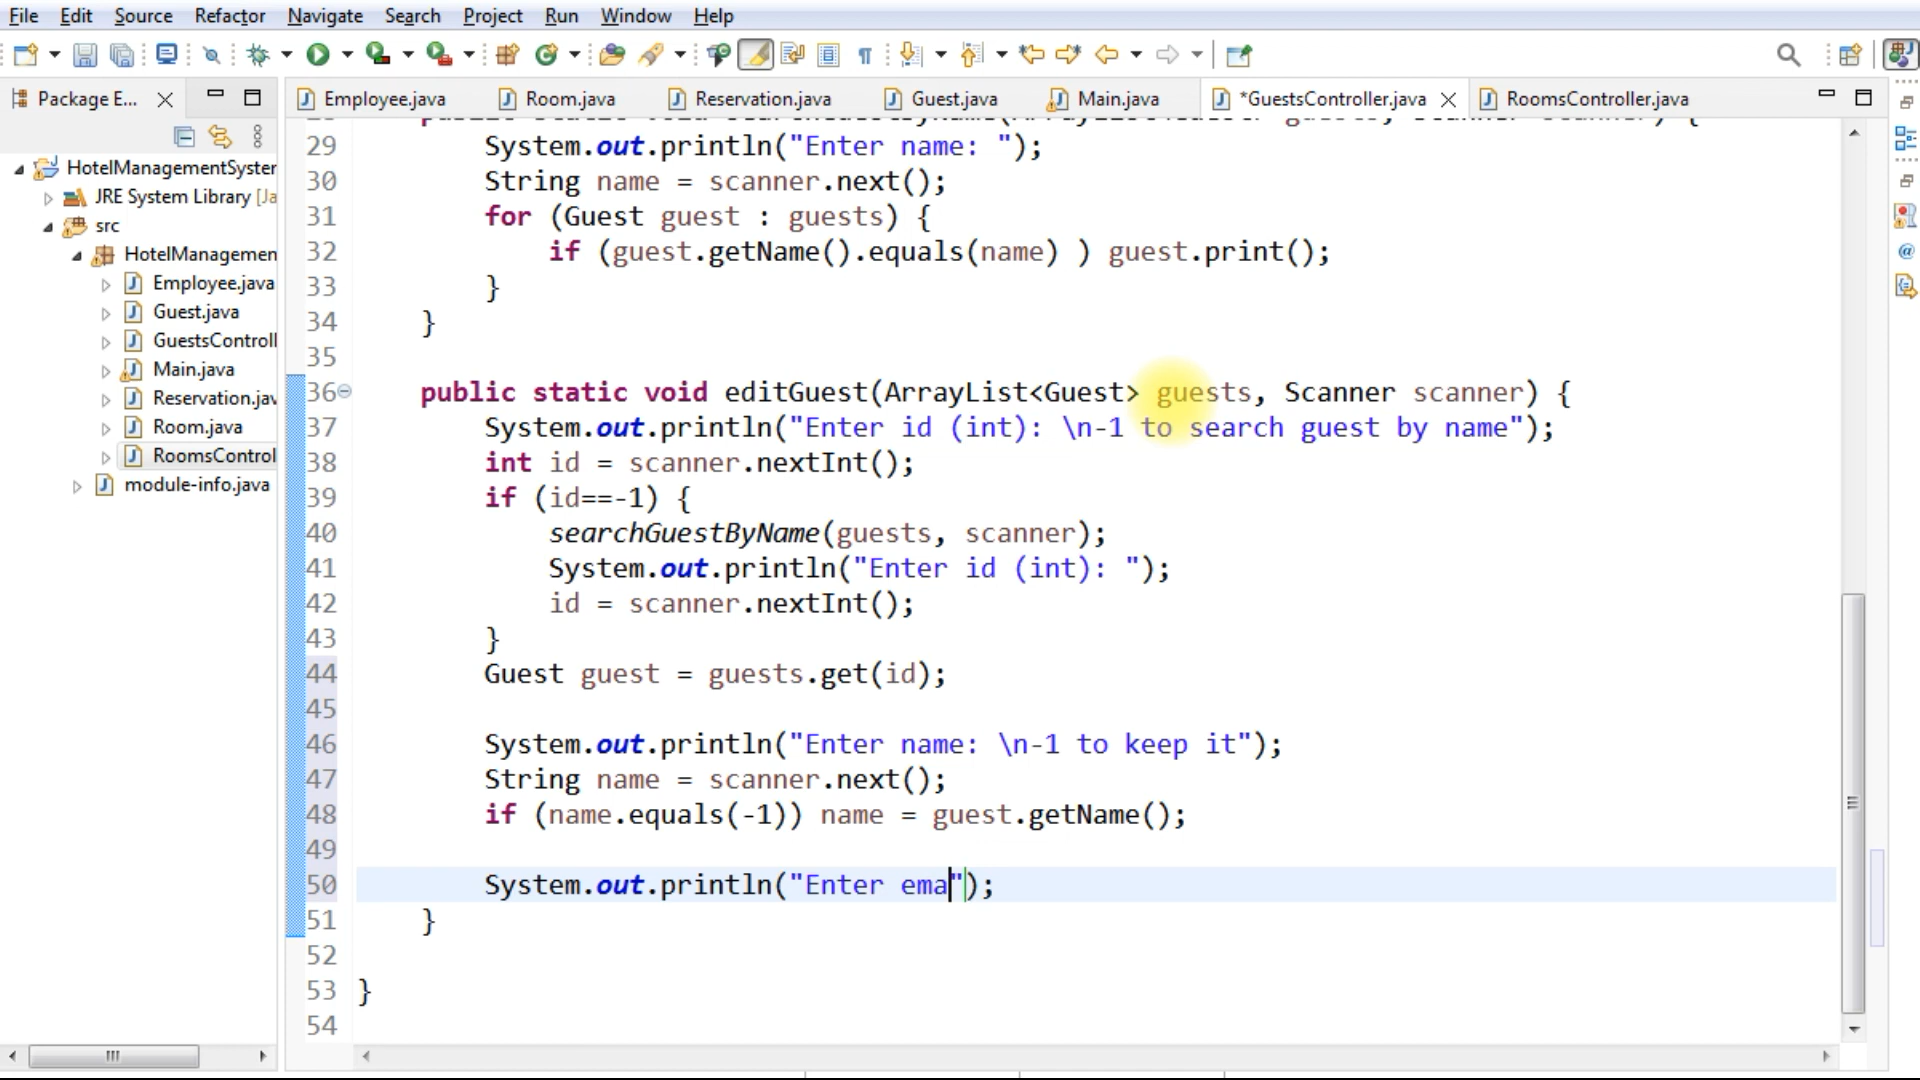 File Edit Source Refactor Navigate Search Project Run Window Help
Package E... Employee.java Room.java Reservation.java Guest.java Main.java *GuestsController.java RoomsController.java
HotelManagementSyster
JRE System Library [Ja
src
HotelManagemen
Employee.java
Guest.java
GuestsControll
Main.java
Reservation.jav
Room.java
RoomsControl
module-info.java
29 System.out.println("Enter name: ");
30 String name = scanner.next();
31 for (Guest guest : guests) {
32 if (guest.getName().equals(name) ) guest.print();
33 }
34 }
35
36 public static void editGuest(ArrayList<Guest> guests, Scanner scanner) {
37 System.out.println("Enter id (int): \n-1 to search guest by name");
38 int id = scanner.nextInt();
39 if (id==-1) {
40 searchGuestByName(guests, scanner);
41 System.out.println("Enter id (int): ");
42 id = scanner.nextInt();
43 }
44 Guest guest = guests.get(id);
45
46 System.out.println("Enter name: \n-1 to keep it");
47 String name = scanner.next();
48 if (name.equals(-1)) name = guest.getName();
49
50 System.out.println("Enter ema");
51 }
52
53 }
54